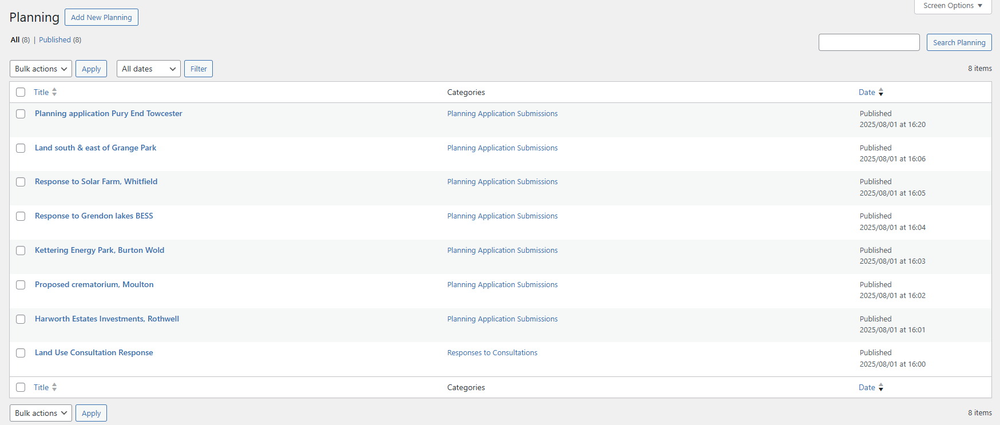 Screen Options
Planning Add New Planning
All (8) | Published (8)
Search Planning
Bulk actions Apply All dates Filter 8 items
Title Categories Date
Planning application Pury End Towcester Planning Application Submissions Published
2025/08/01 at 16:20
Land south & east of Grange Park Planning Application Submissions Published
2025/08/01 at 16:06
Response to Solar Farm, Whitfield Planning Application Submissions Published
2025/08/01 at 16:05
Response to Grendon lakes BESS Planning Application Submissions Published
2025/08/01 at 16:04
Kettering Energy Park, Burton Wold Planning Application Submissions Published
2025/08/01 at 16:03
Proposed crematorium, Moulton Planning Application Submissions Published
2025/08/01 at 16:02
Harworth Estates Investments, Rothwell Planning Application Submissions Published
2025/08/01 at 16:01
Land Use Consultation Response Responses to Consultations Published
2025/08/01 at 16:00
Title Categories Date
Bulk actions Apply 8 items